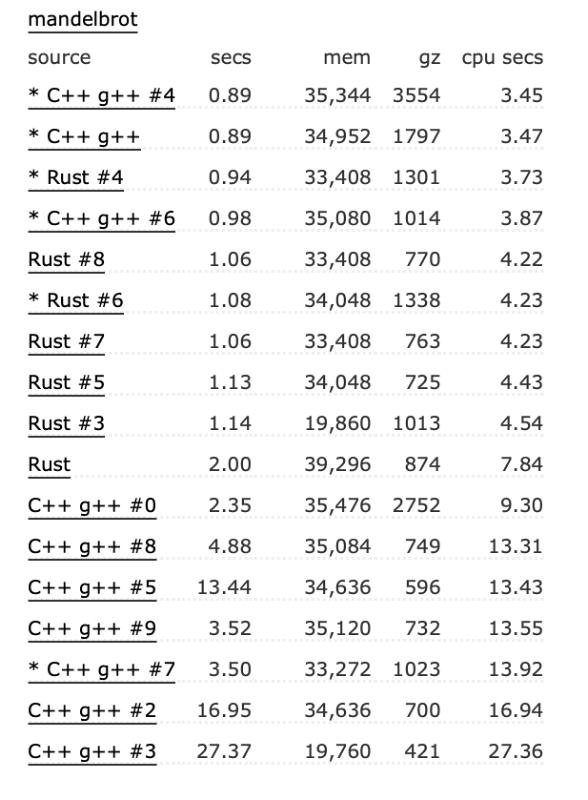 mandelbrot
source secs mem gz cpu secs
* C++ g++ #4 0.89 35,344 3554 3.45
* C++ g++ 0.89 34,952 1797 3.47
* Rust #4 0.94 33,408 1301 3.73
* C++ g++ #6 0.98 35,080 1014 3.87
Rust #8 1.06 33,408 770 4.22
* Rust #6 1.08 34,048 1338 4.23
Rust #7 1.06 33,408 763 4.23
Rust #5 1.13 34,048 725 4.43
Rust #3 1.14 19,860 1013 4.54
Rust 2.00 39,296 874 7.84
C++ g++ #0 2.35 35,476 2752 9.30
C++ g++ #8 4.88 35,084 749 13.31
C++ g++ #5 13.44 34,636 596 13.43
C++ g++ #9 3.52 35,120 732 13.55
* C++ g++ #7 3.50 33,272 1023 13.92
C++ g++ #2 16.95 34,636 700 16.94
C++ g++ #3 27.37 19,760 421 27.36